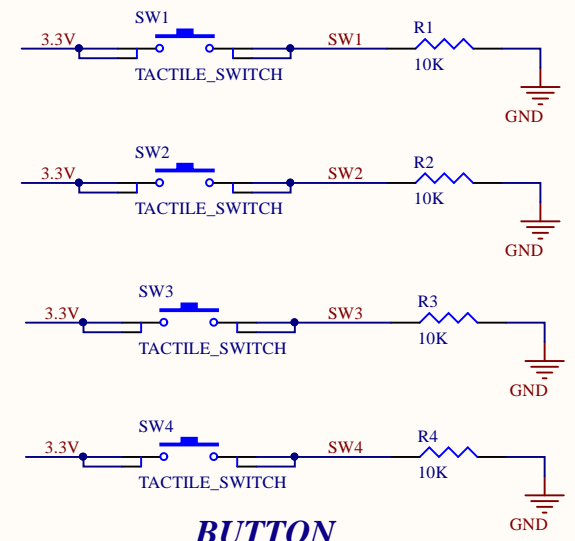 SW1
3.3V SW1 R1
TACTILE_SWITCH 10K
GND
SW2
3.3V SW2 R2
TACTILE_SWITCH 10K
GND
SW3
3.3V SW3 R3
TACTILE_SWITCH 10K
GND
SW4
3.3V SW4 R4
TACTILE_SWITCH 10K
GND
BUTTON